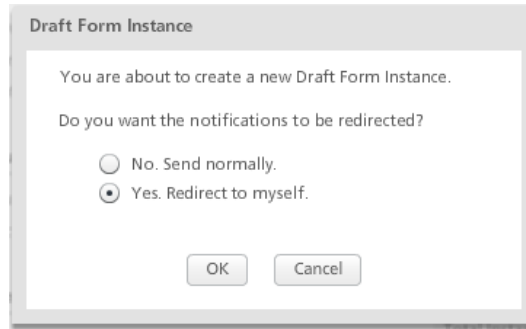 Draft Form Instance
You are about to create a new Draft Form Instance.
Do you want the notifications to be redirected?
No. Send normally.
Yes. Redirect to myself.
OK Cancel